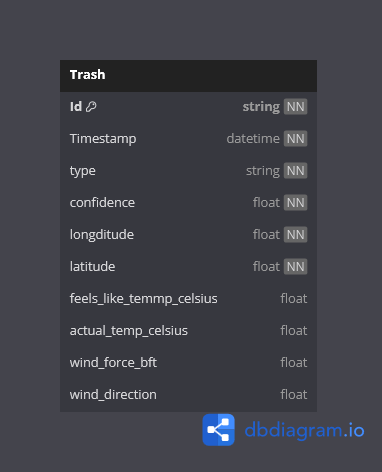 Trash
Id string NN
Timestamp datetime NN
type string NN
confidence float NN
longditude float NN
latitude float NN
feels_like_temmp_celsius float
actual_temp_celsius float
wind_force_bft float
wind_direction float
dbdiagram.io